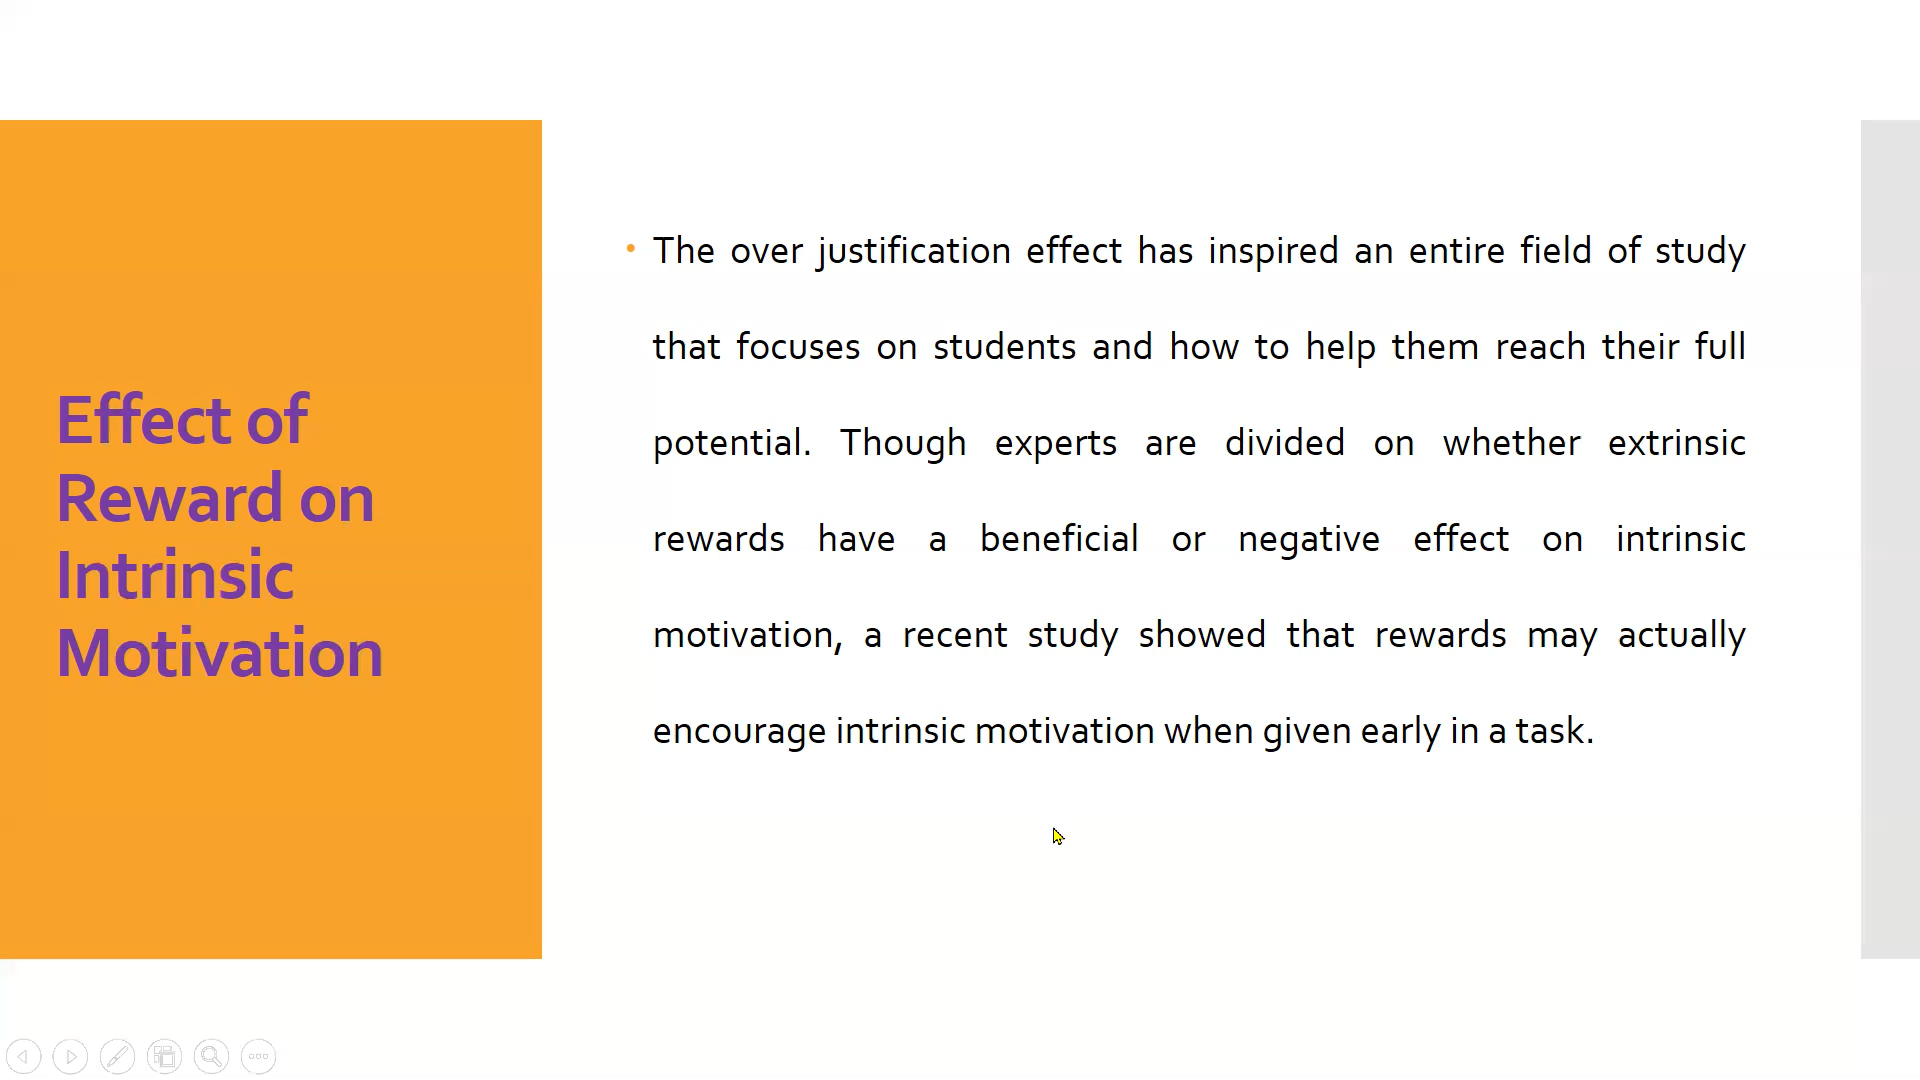 Effect of
Reward on
Intrinsic
Motivation
• The over justification effect has inspired an entire field of study
that focuses on students and how to help them reach their full
potential. Though experts are divided on whether extrinsic
rewards have a beneficial or negative effect on intrinsic
motivation, a recent study showed that rewards may actually
encourage intrinsic motivation when given early in a task.